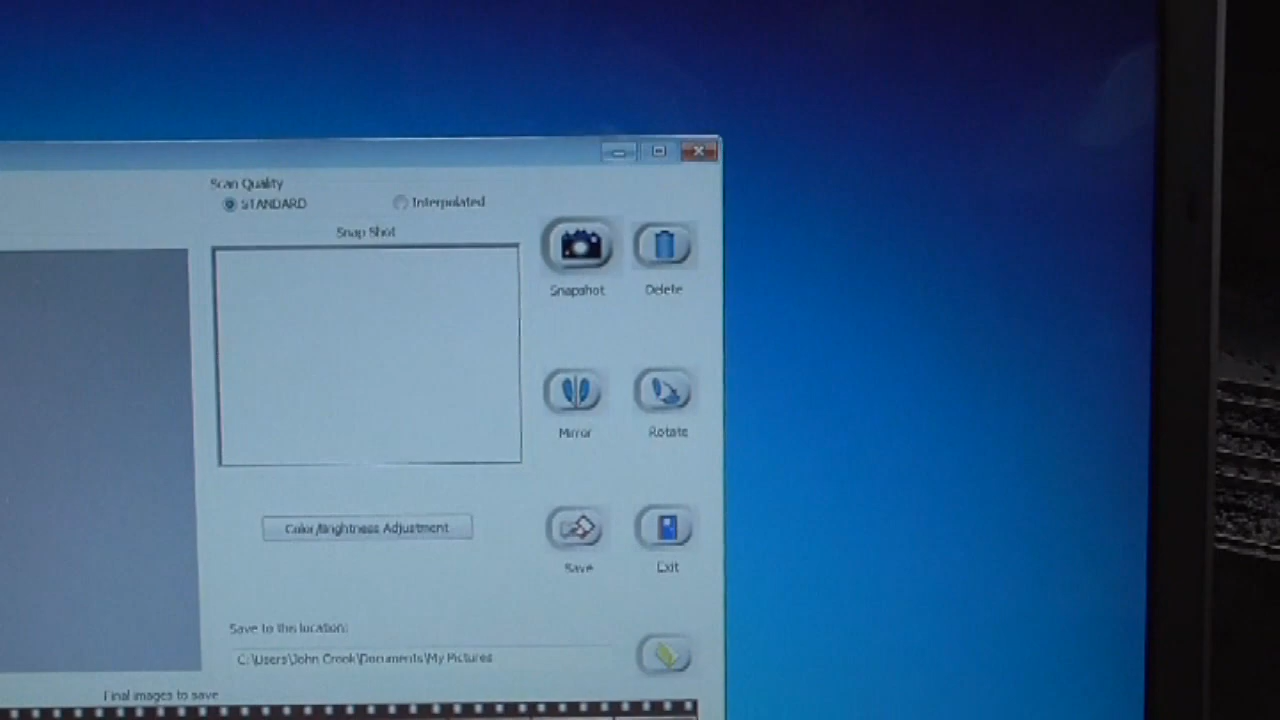 Scan Quality
STANDARD
Interpolated
Snap Shot
Snapshot
Delete
Mirror
Rotate
Color/Brightness Adjustment
Save
Exit
Save to this location:
C:\Users\John Crook\Documents\My Pictures
Final images to save